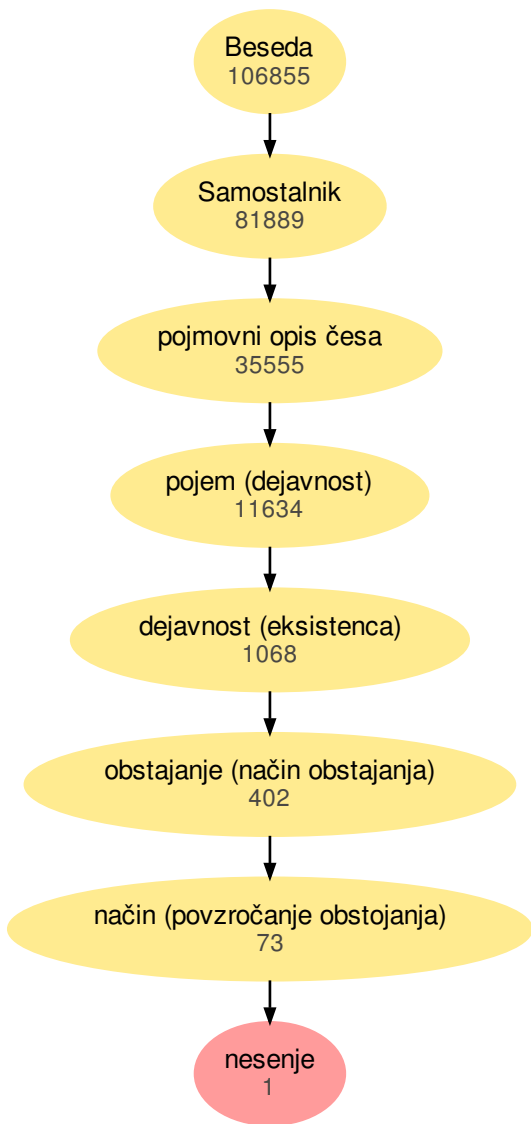 Beseda
106855
Samostalnik
81889
pojmovni opis česa
35555
pojem (dejavnost)
11634
dejavnost (eksistenca)
1068
obstajanje (način obstajanja)
402
način (povzročanje obstojanja)
73
nesenje
1